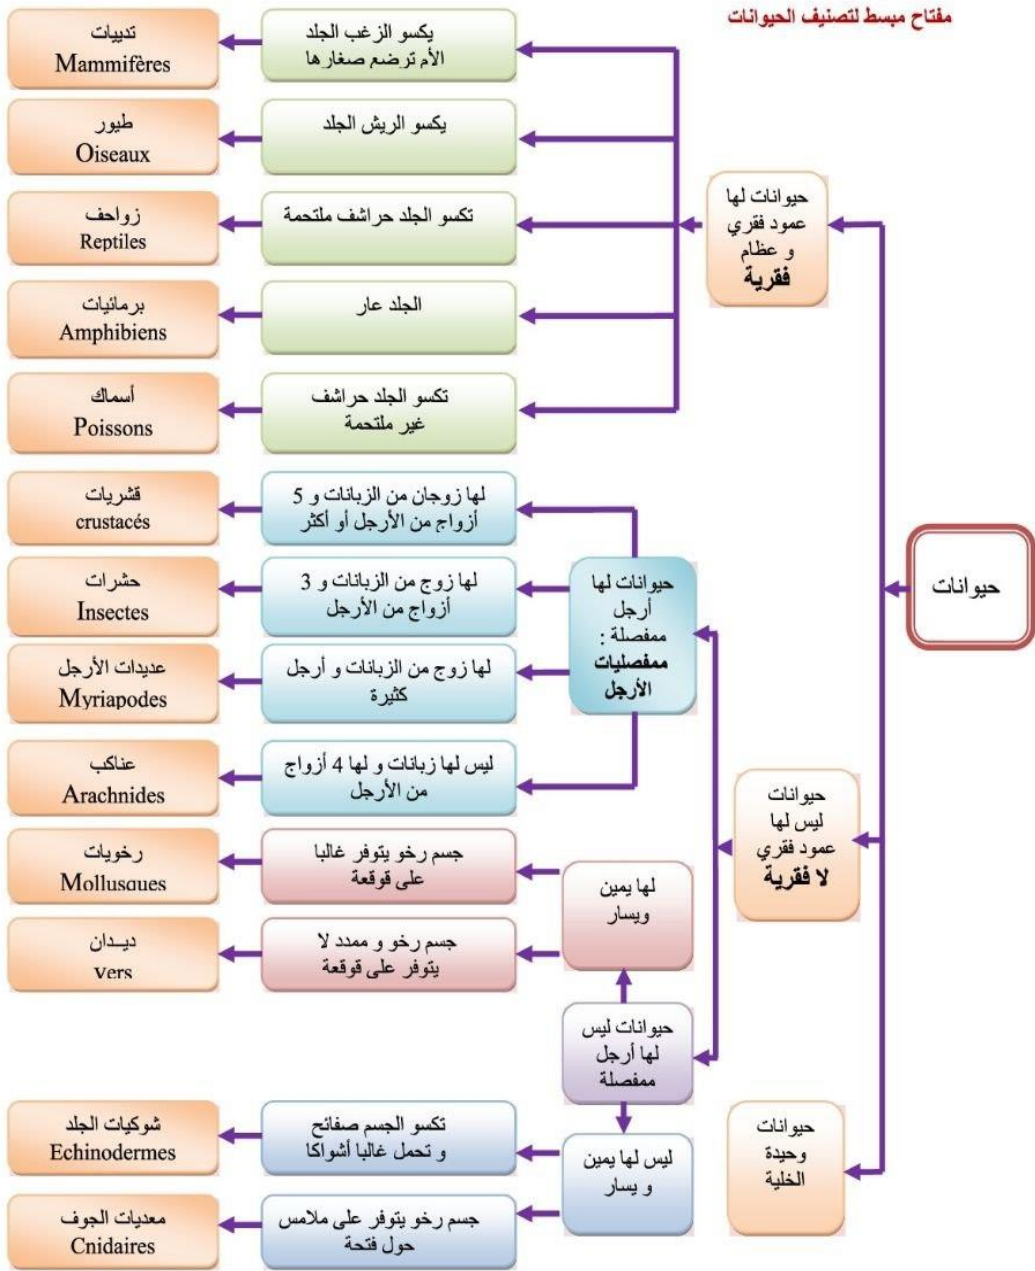 مفتاح مبسط لتصنيف الحيوانات
حيوانات
حيوانات لها
عمود فقري
و عظام
فقرية
يكسو الزغب الجلد
الأم ترضع صغارها
ثدييات
Mammifères
يكسو الريش الجلد
طيور
Oiseaux
تكسو الجلد حراشف ملتحمة
زواحف
Reptiles
الجلد عار
برمائيات
Amphibiens
تكسو الجلد حراشف
غير ملتحمة
أسماك
Poissons
حيوانات
ليس لها
عمود فقري
لا فقرية
حيوانات لها
أرجل
ممفصلة :
ممفصليات
الأرجل
لها زوجان من الزبانات و 5
أزواج من الأرجل أو أكثر
قشريات
crustacés
لها زوج من الزبانات و 3
أزواج من الأرجل
حشرات
Insectes
لها زوج من الزبانات و أرجل
كثيرة
عديدات الأرجل
Myriapodes
ليس لها زبانات و لها 4 أزواج
من الأرجل
عناكب
Arachnides
حيوانات ليس
لها أرجل
ممفصلة
لها يمين
ويسار
جسم رخو يتوفر غالبا
على قوقعة
رخويات
Mollusques
جسم رخو و ممدد لا
يتوفر على قوقعة
ديــدان
vers
ليس لها يمين
و يسار
تكسو الجسم صفائح
و تحمل غالبا أشواكا
شوكيات الجلد
Echinodermes
جسم رخو يتوفر على ملامس
حول فتحة
معديات الجوف
Cnidaires
حيوانات
وحيدة
الخلية